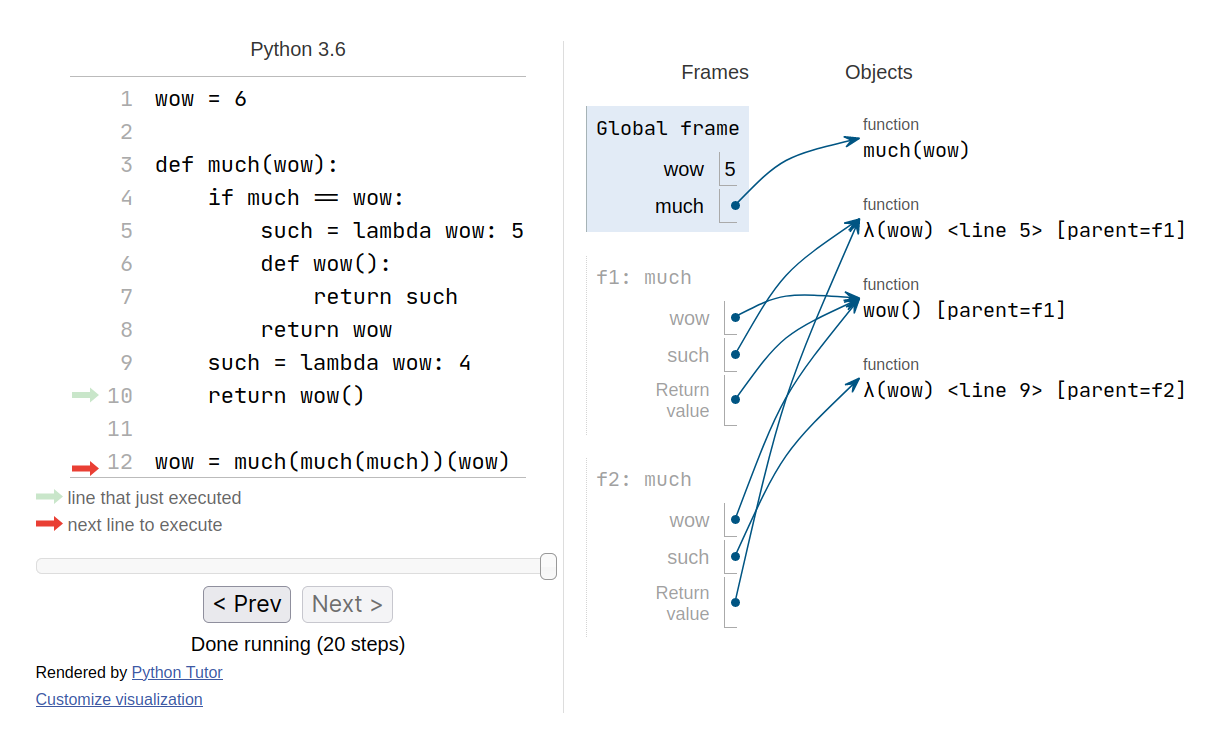 Python 3.6
1 wow = 6
2
3 def much(wow):
4     if much == wow:
5         such = lambda wow: 5
6         def wow():
7             return such
8         return wow
9     such = lambda wow: 4
10     return wow()
11
12 wow = much(much(much))(wow)
line that just executed
next line to execute
< Prev Next >
Done running (20 steps)
Rendered by Python Tutor
Customize visualization
Frames Objects
Global frame
wow 5
much
f1: much
wow
such
Return
value
f2: much
wow
such
Return
value
function
much(wow)
function
λ(wow) <line 5> [parent=f1]
function
wow() [parent=f1]
function
λ(wow) <line 9> [parent=f2]